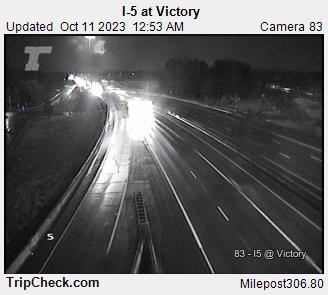 I-5 at Victory
Updated Oct 11 2023 12:53 AM Camera 83
T
S
83 - I5 @ Victory
TripCheck.com Milepost306.80